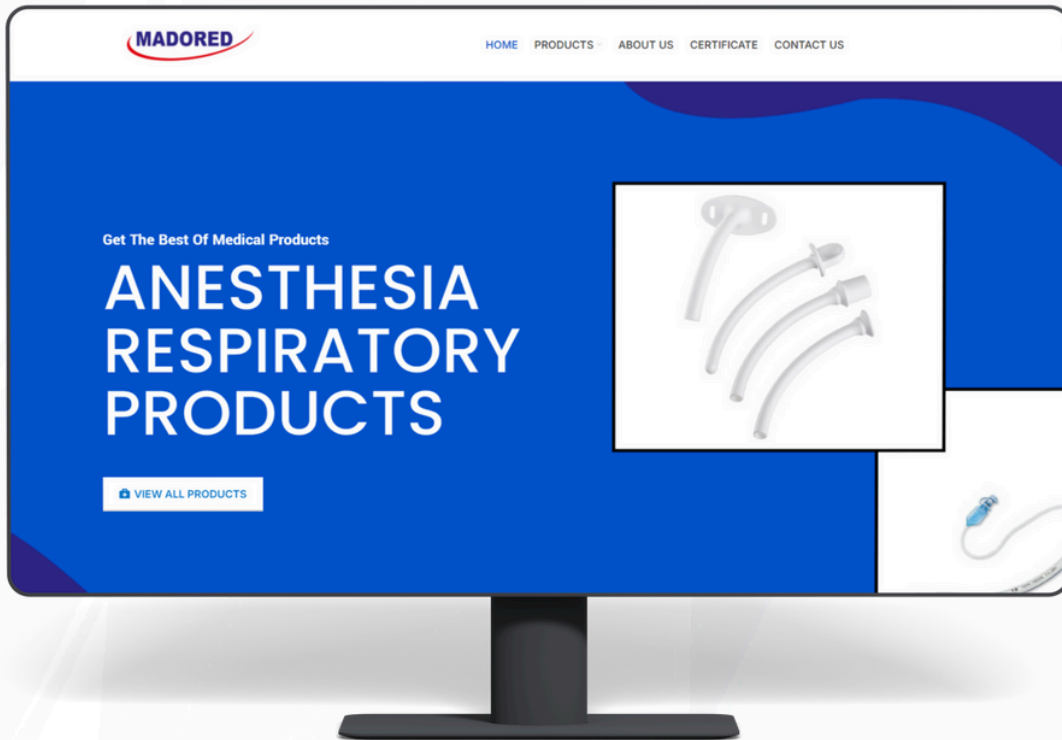 MADORED
HOME PRODUCTS ABOUT US CERTIFICATE CONTACT US
Get The Best Of Medical Products
ANESTHESIA
RESPIRATORY
PRODUCTS
VIEW ALL PRODUCTS